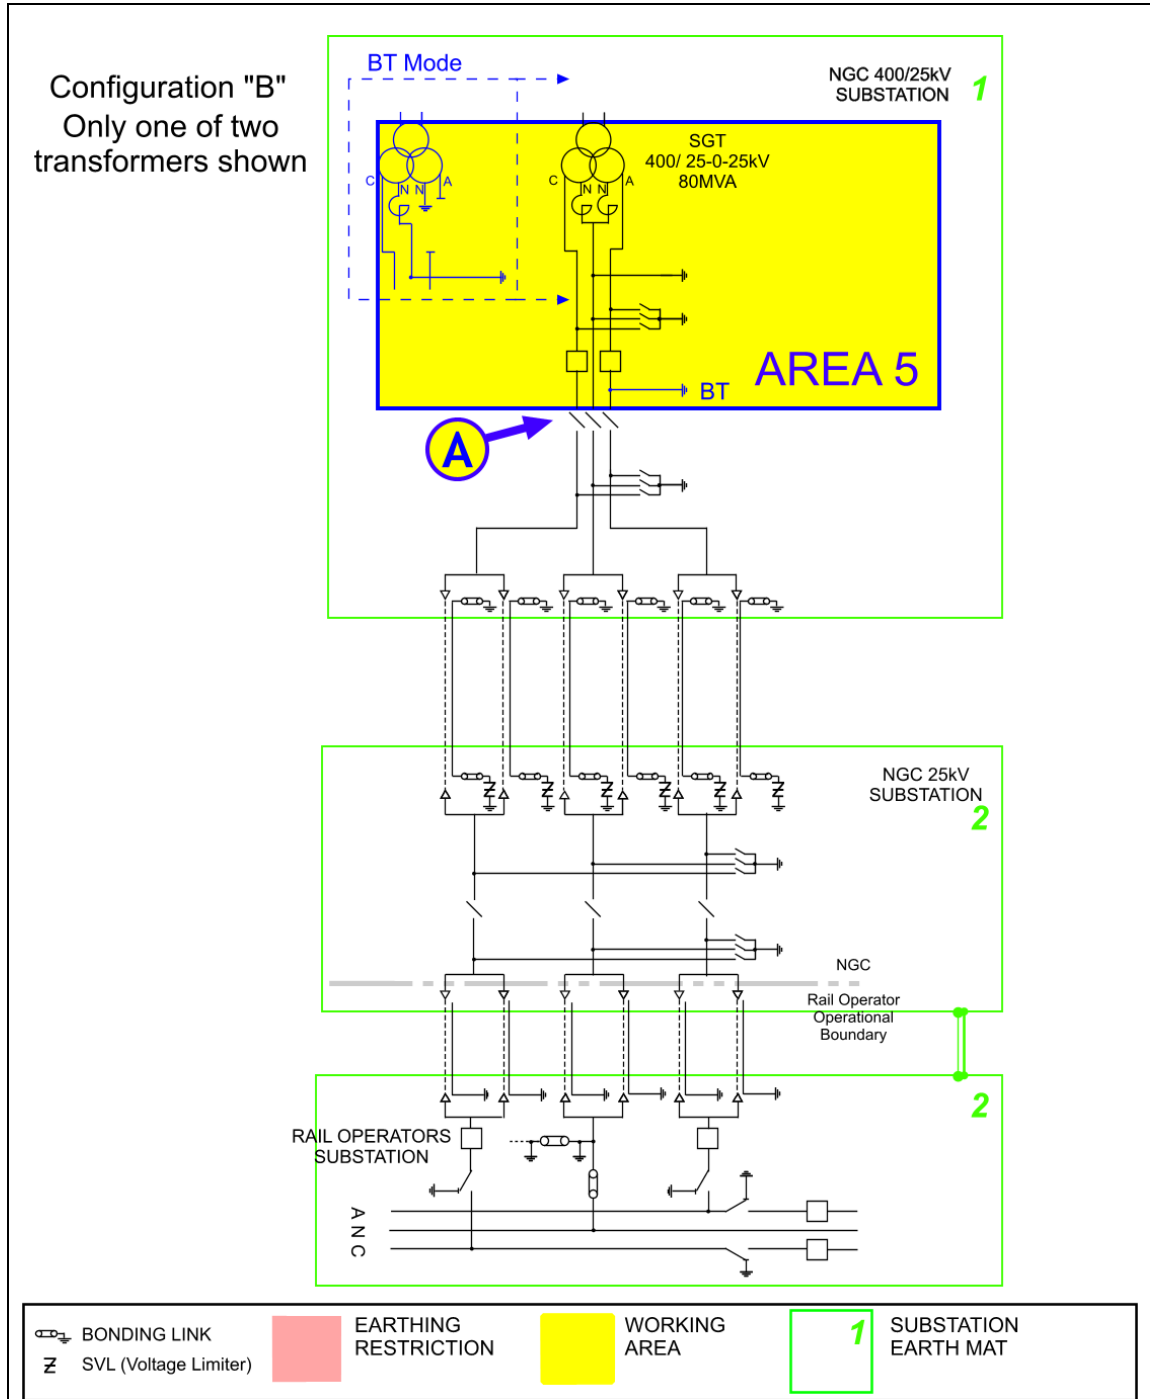 Configuration "B"
Only one of two
transformers shown
BT Mode
NGC 400/25kV
SUBSTATION
1
SGT
400/ 25-0-25kV
80MVA
C N N A
C N N A
AREA 5
BT
A
NGC 25kV
SUBSTATION
2
NGC
Rail Operator
Operational
Boundary
2
RAIL OPERATORS
SUBSTATION
A
N
C
BONDING LINK
SVL (Voltage Limiter)
EARTHING
RESTRICTION
WORKING
AREA
1
SUBSTATION
EARTH MAT